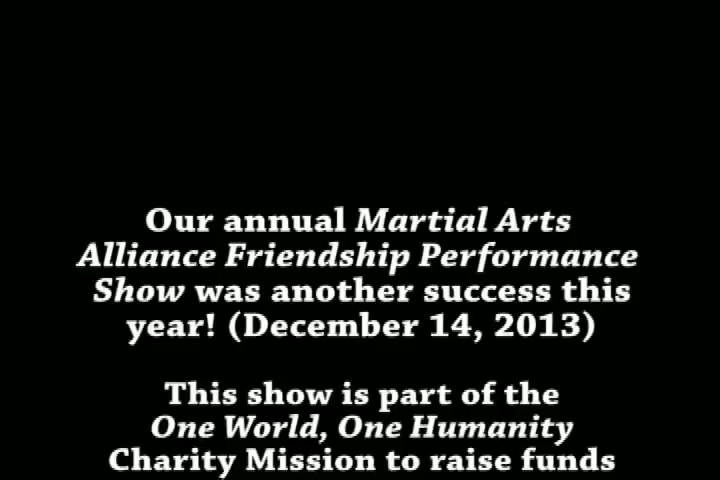 Our annual Martial Arts
Alliance Friendship Performance
Show was another success this
year! (December 14, 2013)
This show is part of the
One World, One Humanity
Charity Mission to raise funds